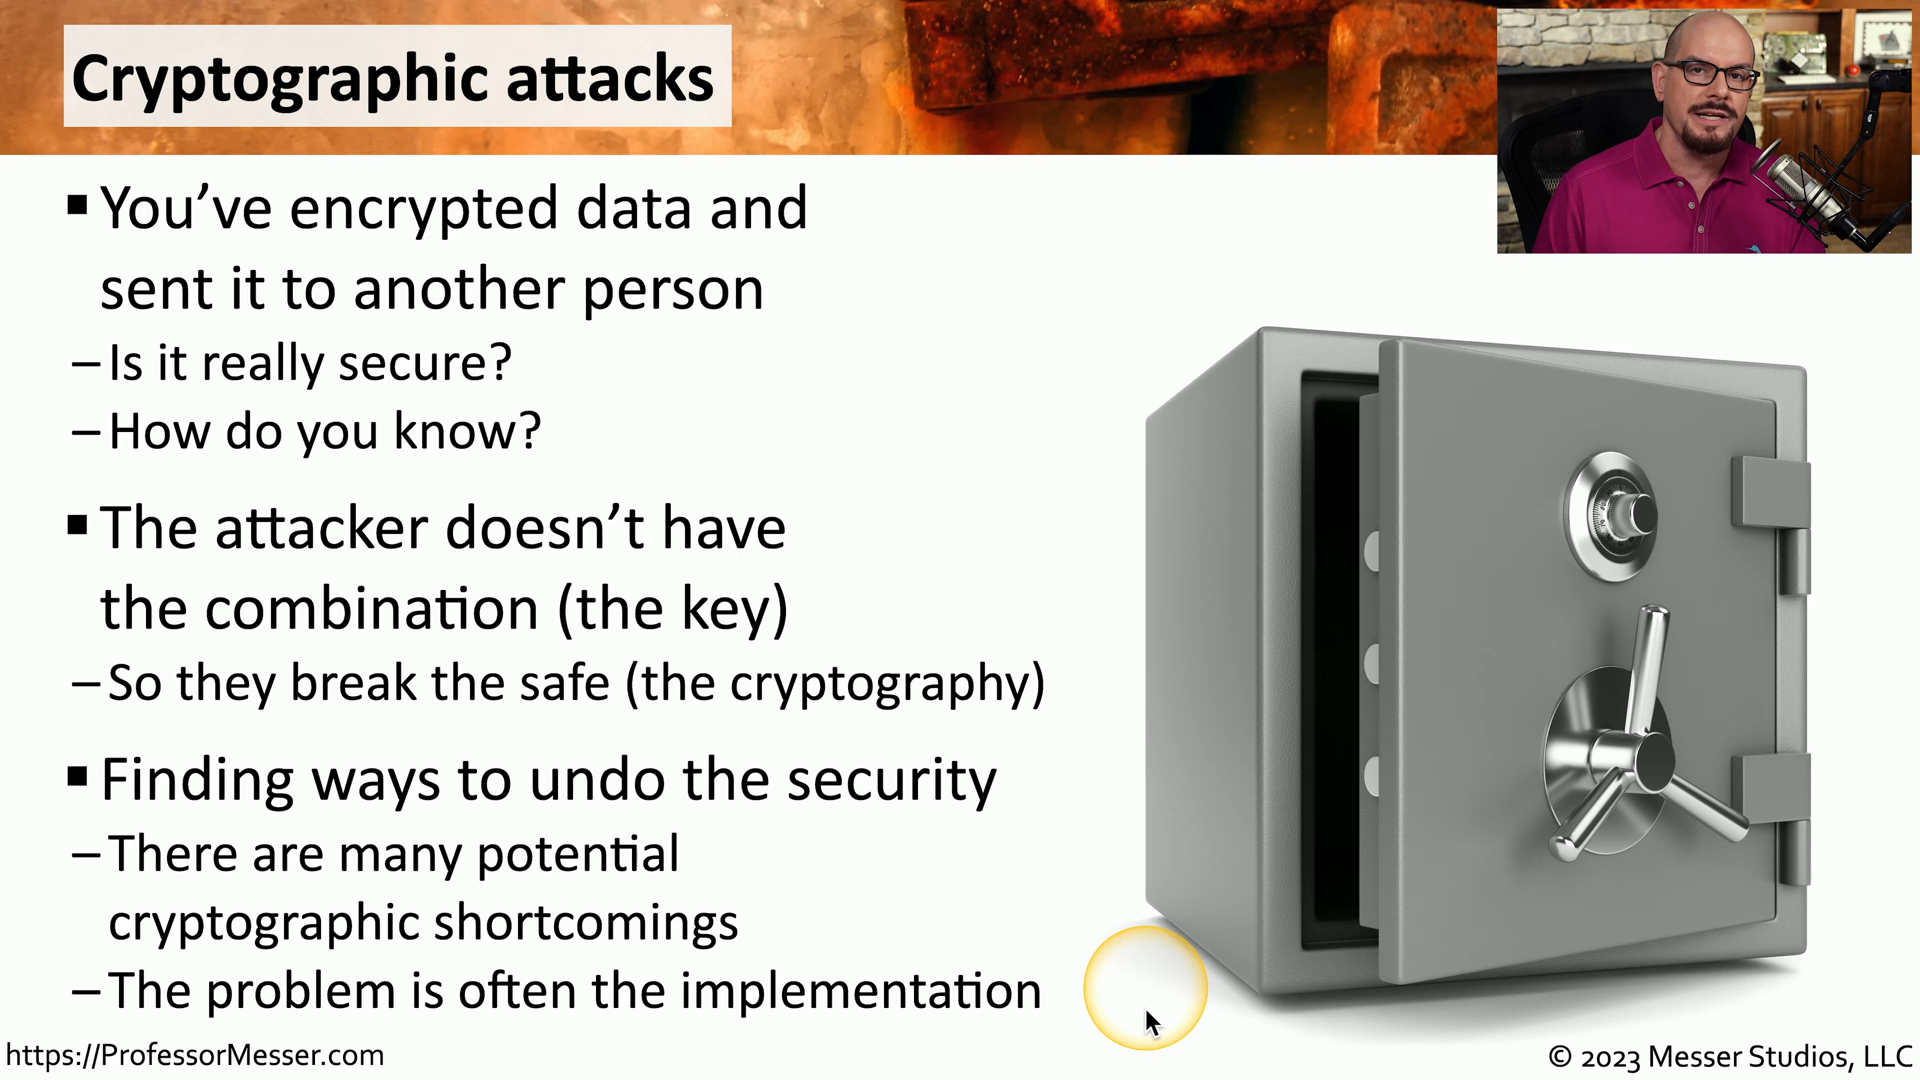 Cryptographic attacks
▪ You’ve encrypted data and
sent it to another person
– Is it really secure?
– How do you know?
▪ The attacker doesn’t have
the combination (the key)
– So they break the safe (the cryptography)
▪ Finding ways to undo the security
– There are many potential
cryptographic shortcomings
– The problem is often the implementation
https://ProfessorMesser.com
© 2023 Messer Studios, LLC